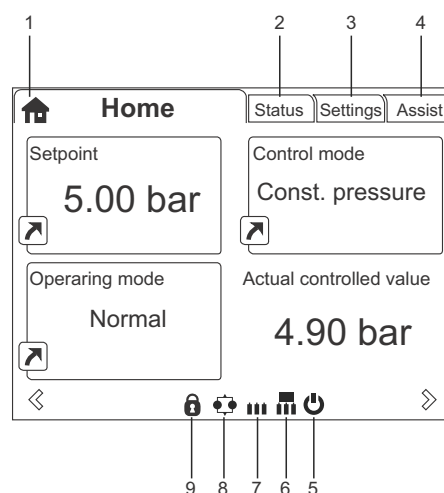 1 2 3 4
Home Status Settings Assist
Setpoint
5.00 bar
Control mode
Const. pressure
Operaring mode
Normal
Actual controlled value
4.90 bar
9 8 7 6 5